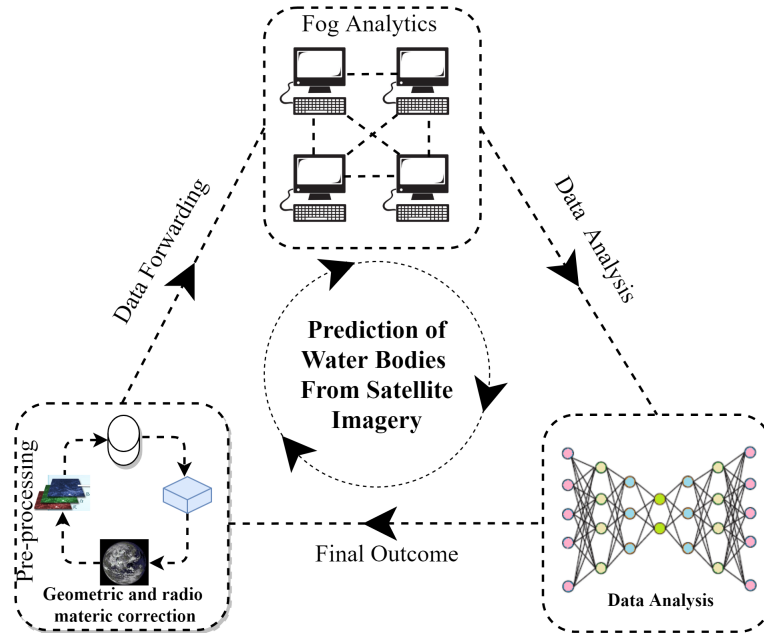 Fog Analytics
Data Forwarding
Data Analysis
Prediction of
Water Bodies
From Satellite
Imagery
Pre-processing
Geometric and radio
materic correction
Final Outcome
Data Analysis